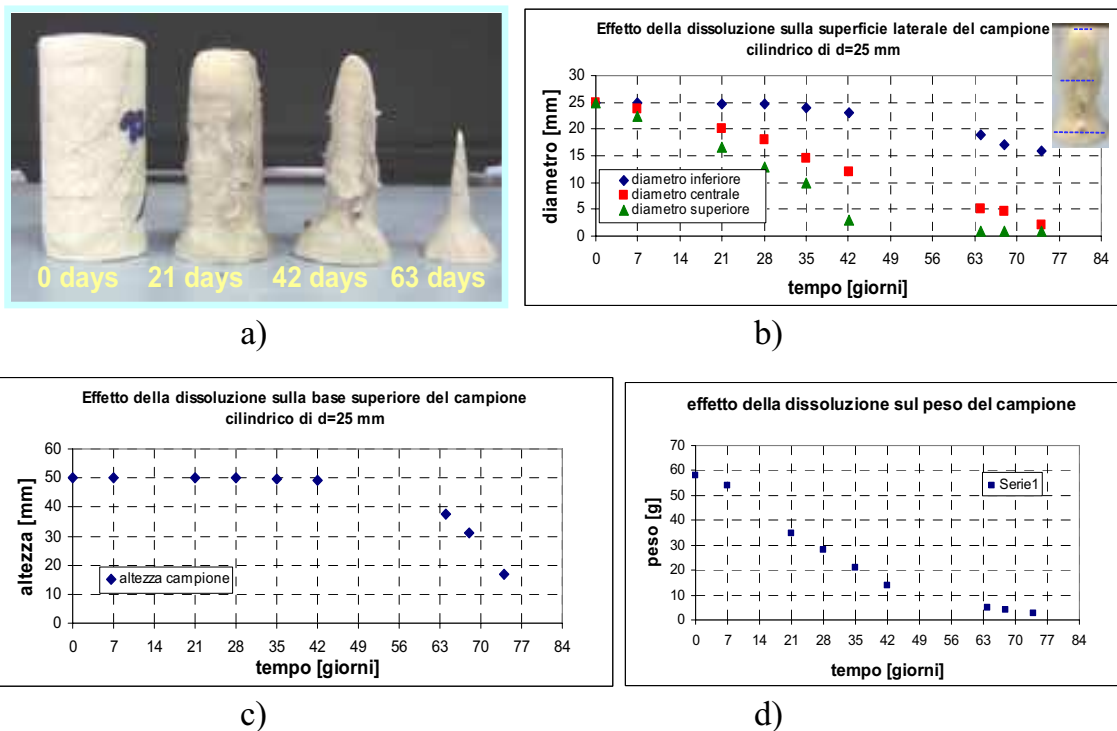 0 days 21 days 42 days 63 days
a)
Effetto della dissoluzione sulla superficie laterale del campione
cilindrico di d=25 mm
diametro [mm]
30
25
20
15
10
5
0
diametro inferiore
diametro centrale
diametro superiore
0 7 14 21 28 35 42 49 56 63 70 77 84
tempo [giorni]
b)
Effetto della dissoluzione sulla base superiore del campione
cilindrico di d=25 mm
altezza [mm]
60
50
40
30
20
10
0
altezza campione
0 7 14 21 28 35 42 49 56 63 70 77 84
tempo [giorni]
c)
effetto della dissoluzione sul peso del campione
peso [g]
70
60
50
40
30
20
10
0
Serie1
0 7 14 21 28 35 42 49 56 63 70 77 84
tempo [giorni]
d)